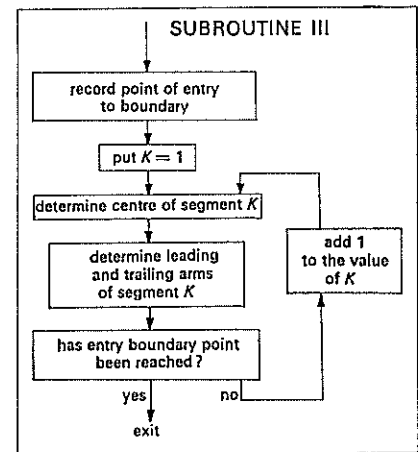 SUBROUTINE III
record point of entry
to boundary
put K = 1
determine centre of segment K
determine leading
and trailing arms
of segment K
add 1
to the value
of K
has entry boundary point
been reached?
yes
no
exit